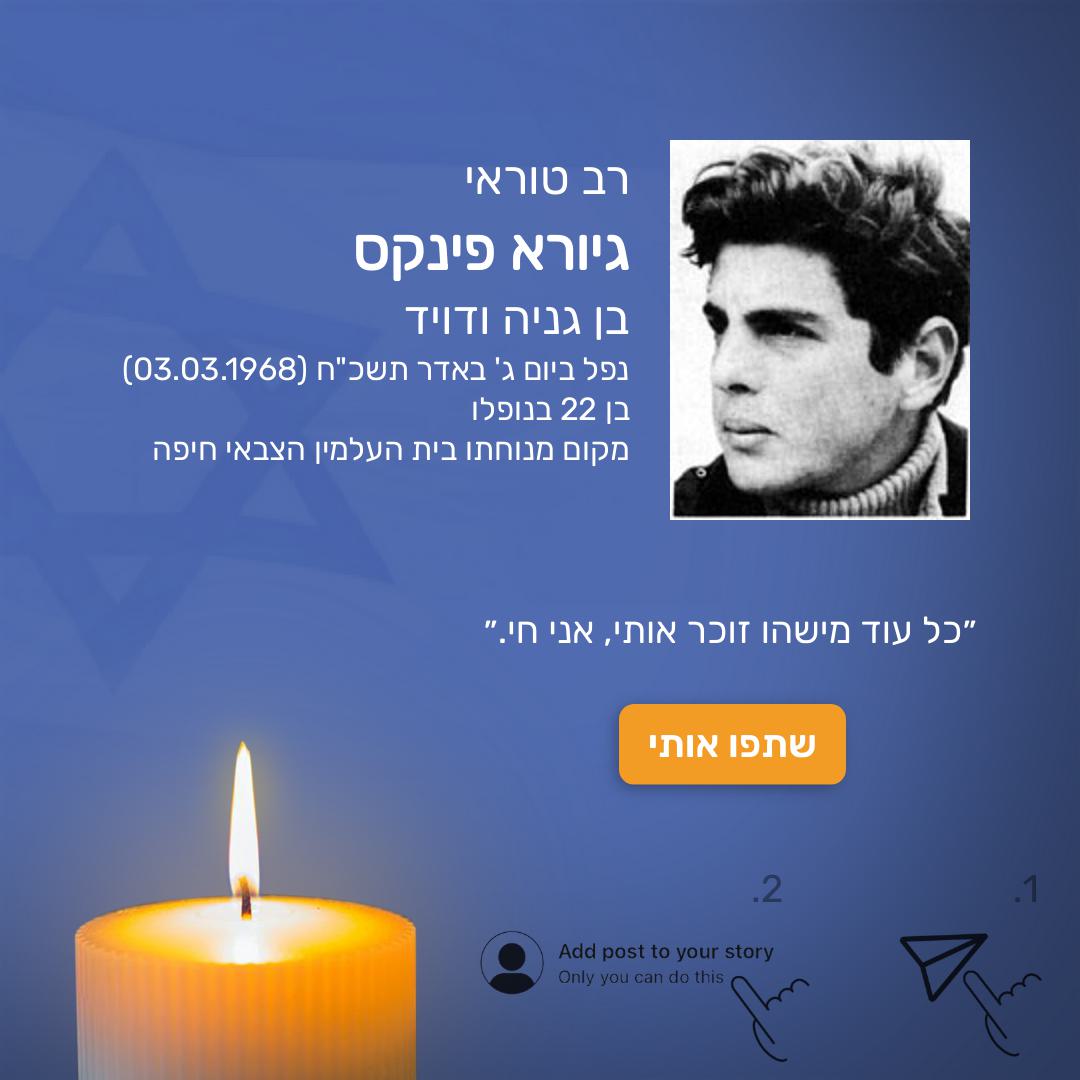 רב טוראי
גיורא פינקס
בן גניה ודויד
נפל ביום ג' באדר תשכ"ח (03.03.1968)
בן 22 בנופלו
מקום מנוחתו בית העלמין הצבאי חיפה
״כל עוד מישהו זוכר אותי, אני חי.״
שתפו אותי
1.
2.
Add post to your story
Only you can do this